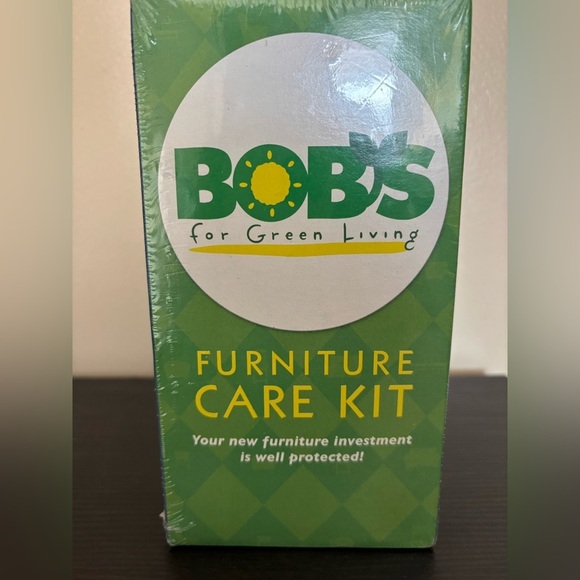 BOB'S
for Green Living
FURNITURE
CARE KIT
Your new furniture investment
is well protected!